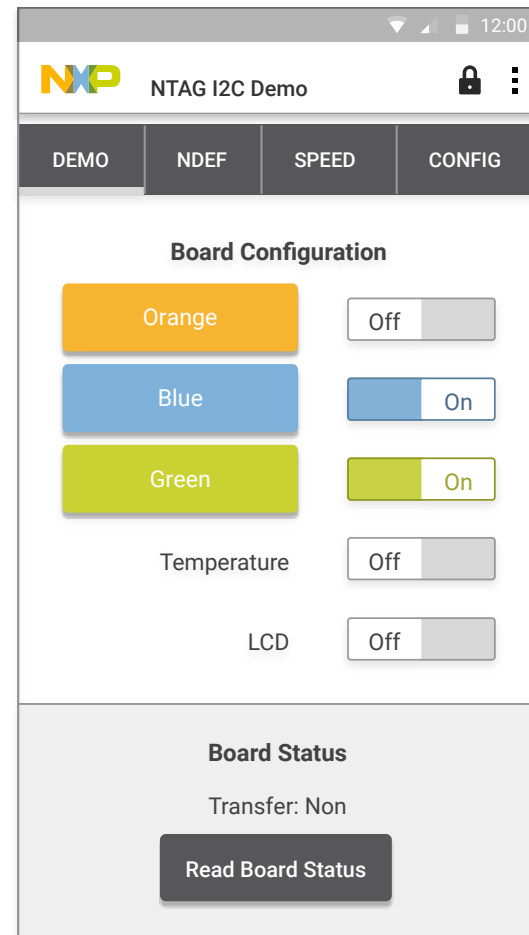 12:00
NXP NTAG I2C Demo
DEMO NDEF SPEED CONFIG
Board Configuration
Orange Off
Blue On
Green On
Temperature Off
LCD Off
Board Status
Transfer: Non
Read Board Status